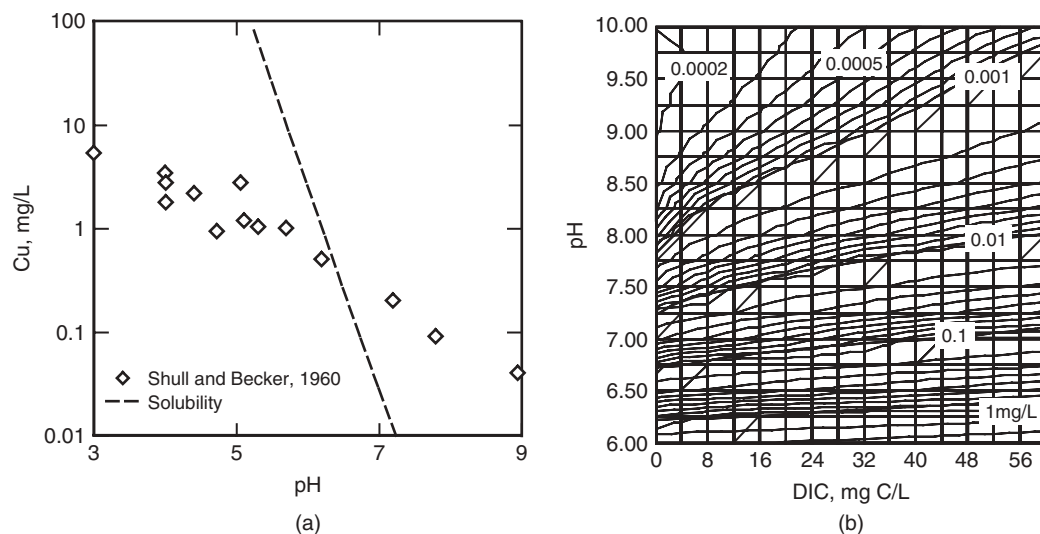 100
10
1
0.1
0.01
Cu, mg/L
Shull and Becker, 1960
Solubility
3 5 7 9
pH
(a)
10.00
9.50
9.00
8.50
8.00
7.50
7.00
6.50
6.00
pH
0.0002
0.0005
0.001
0.01
0.1
1mg/L
0 8 16 24 32 40 48 56
DIC, mg C/L
(b)